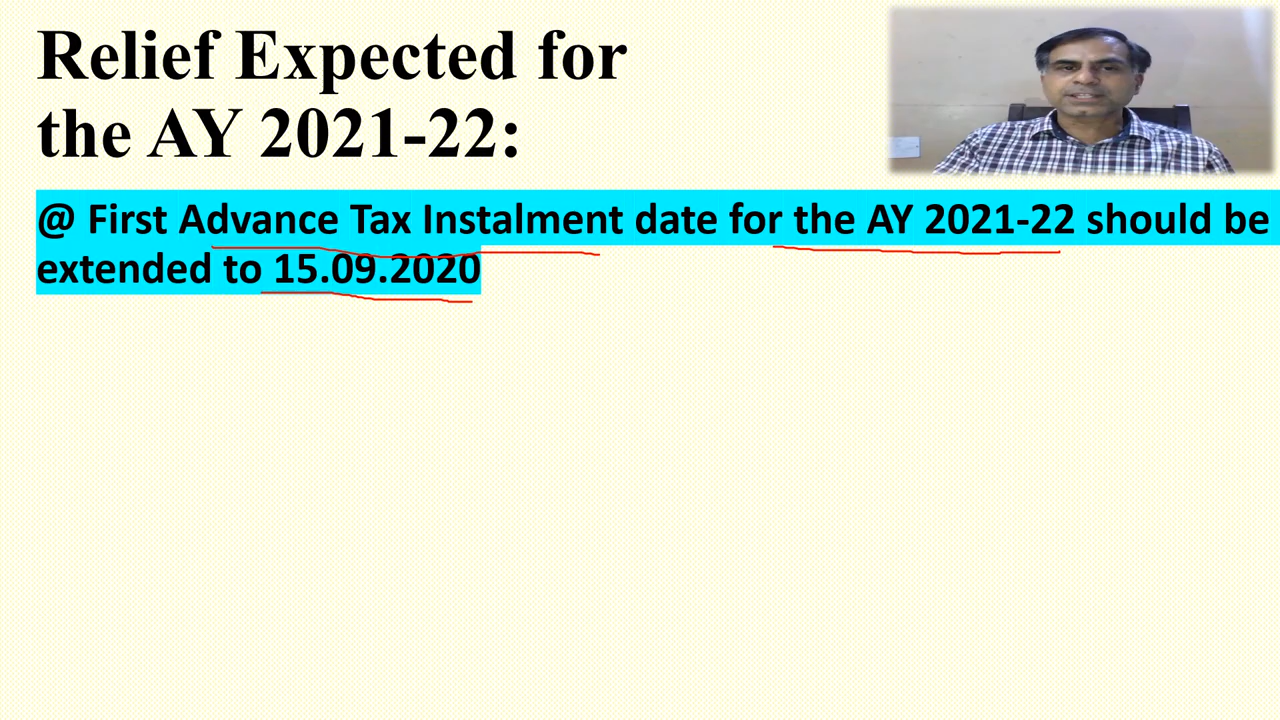 Relief Expected for
the AY 2021-22:
@ First Advance Tax Instalment date for the AY 2021-22 should be
extended to 15.09.2020